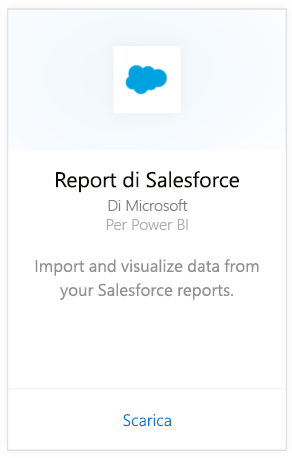 Report di Salesforce
Di Microsoft
Per Power BI
Import and visualize data from
your Salesforce reports.
Scarica